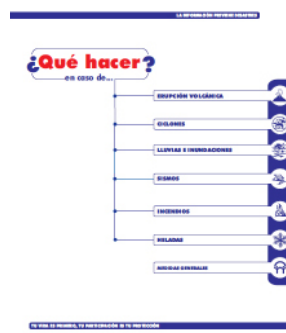 LA INFORMACIÓN PREVIENE DESASTRES
¿Qué hacer?
en caso de...
ERUPCIÓN VOLCÁNICA
CICLONES
LLUVIAS E INUNDACIONES
SISMOS
INCENDIOS
HELADAS
MEDIDAS GENERALES
TU VIDA ES PRIMERO, TU PARTICIPACIÓN ES TU PROTECCIÓN